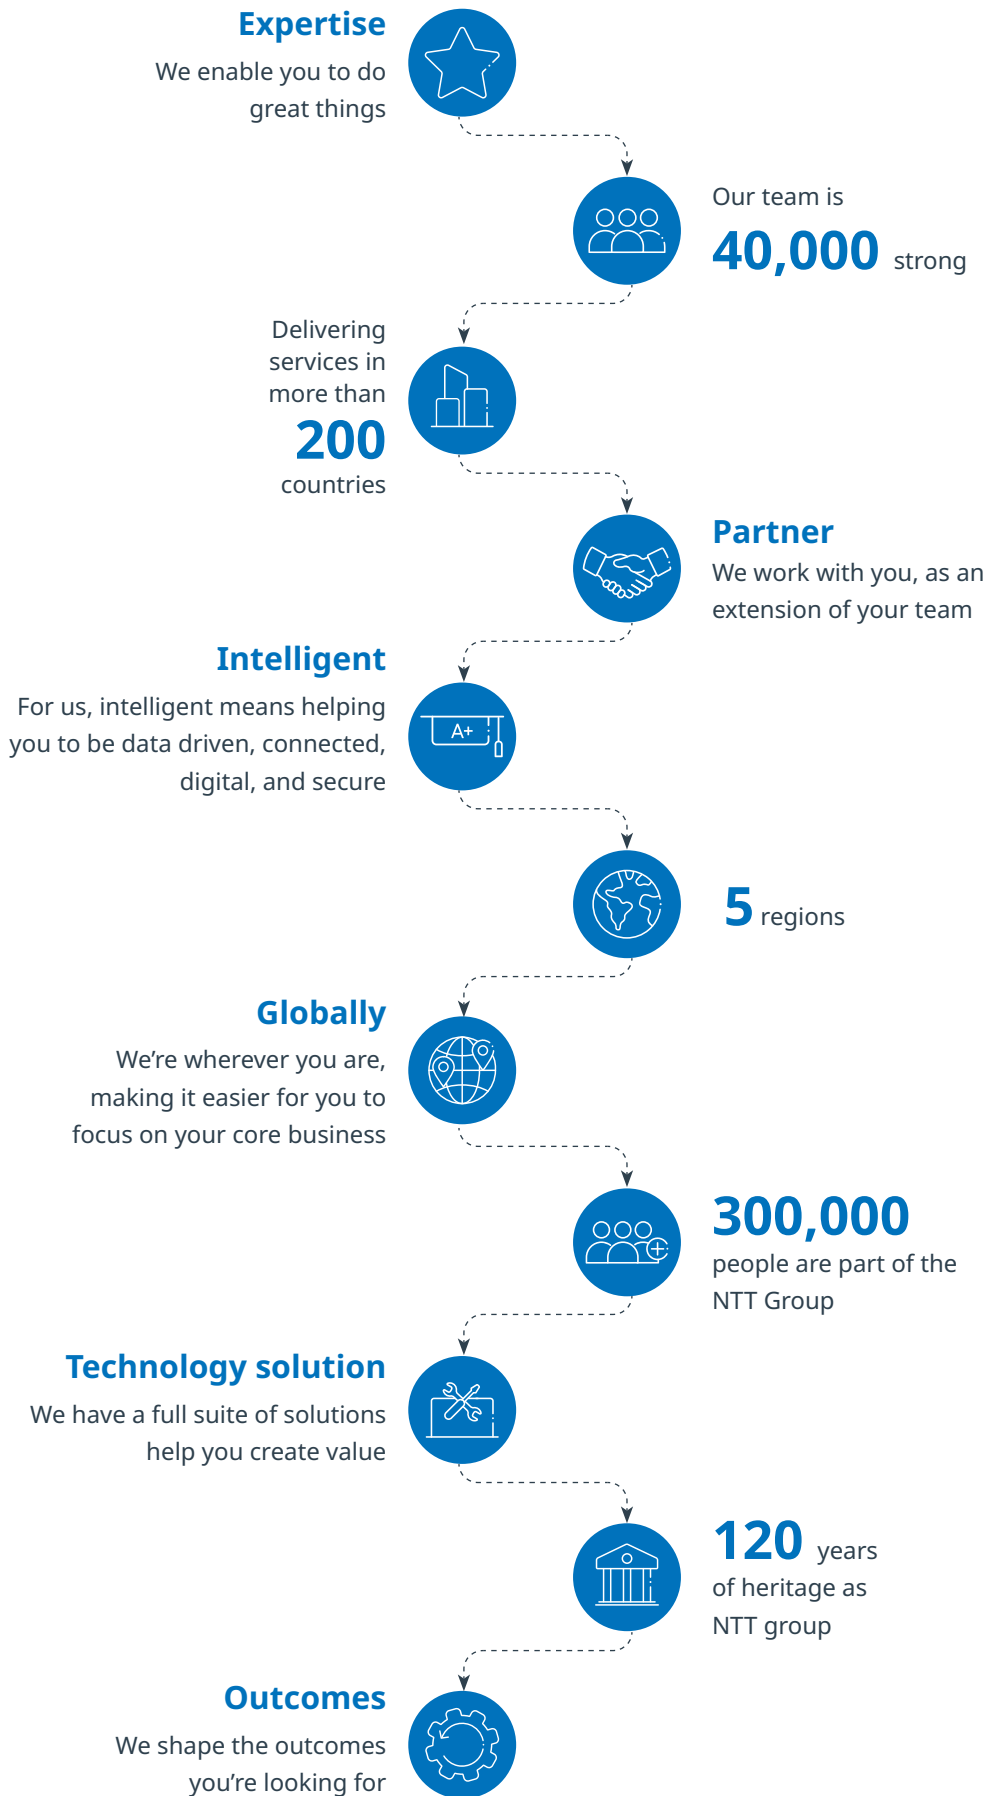 Expertise
We enable you to do
great things
Our team is
40,000 strong
Delivering
services in
more than
200
countries
Partner
We work with you, as an
extension of your team
Intelligent
For us, intelligent means helping
you to be data driven, connected,
digital, and secure
A+
5 regions
Globally
We’re wherever you are,
making it easier for you to
focus on your core business
300,000
people are part of the
NTT Group
Technology solution
We have a full suite of solutions
help you create value
120 years
of heritage as
NTT group
Outcomes
We shape the outcomes
you’re looking for